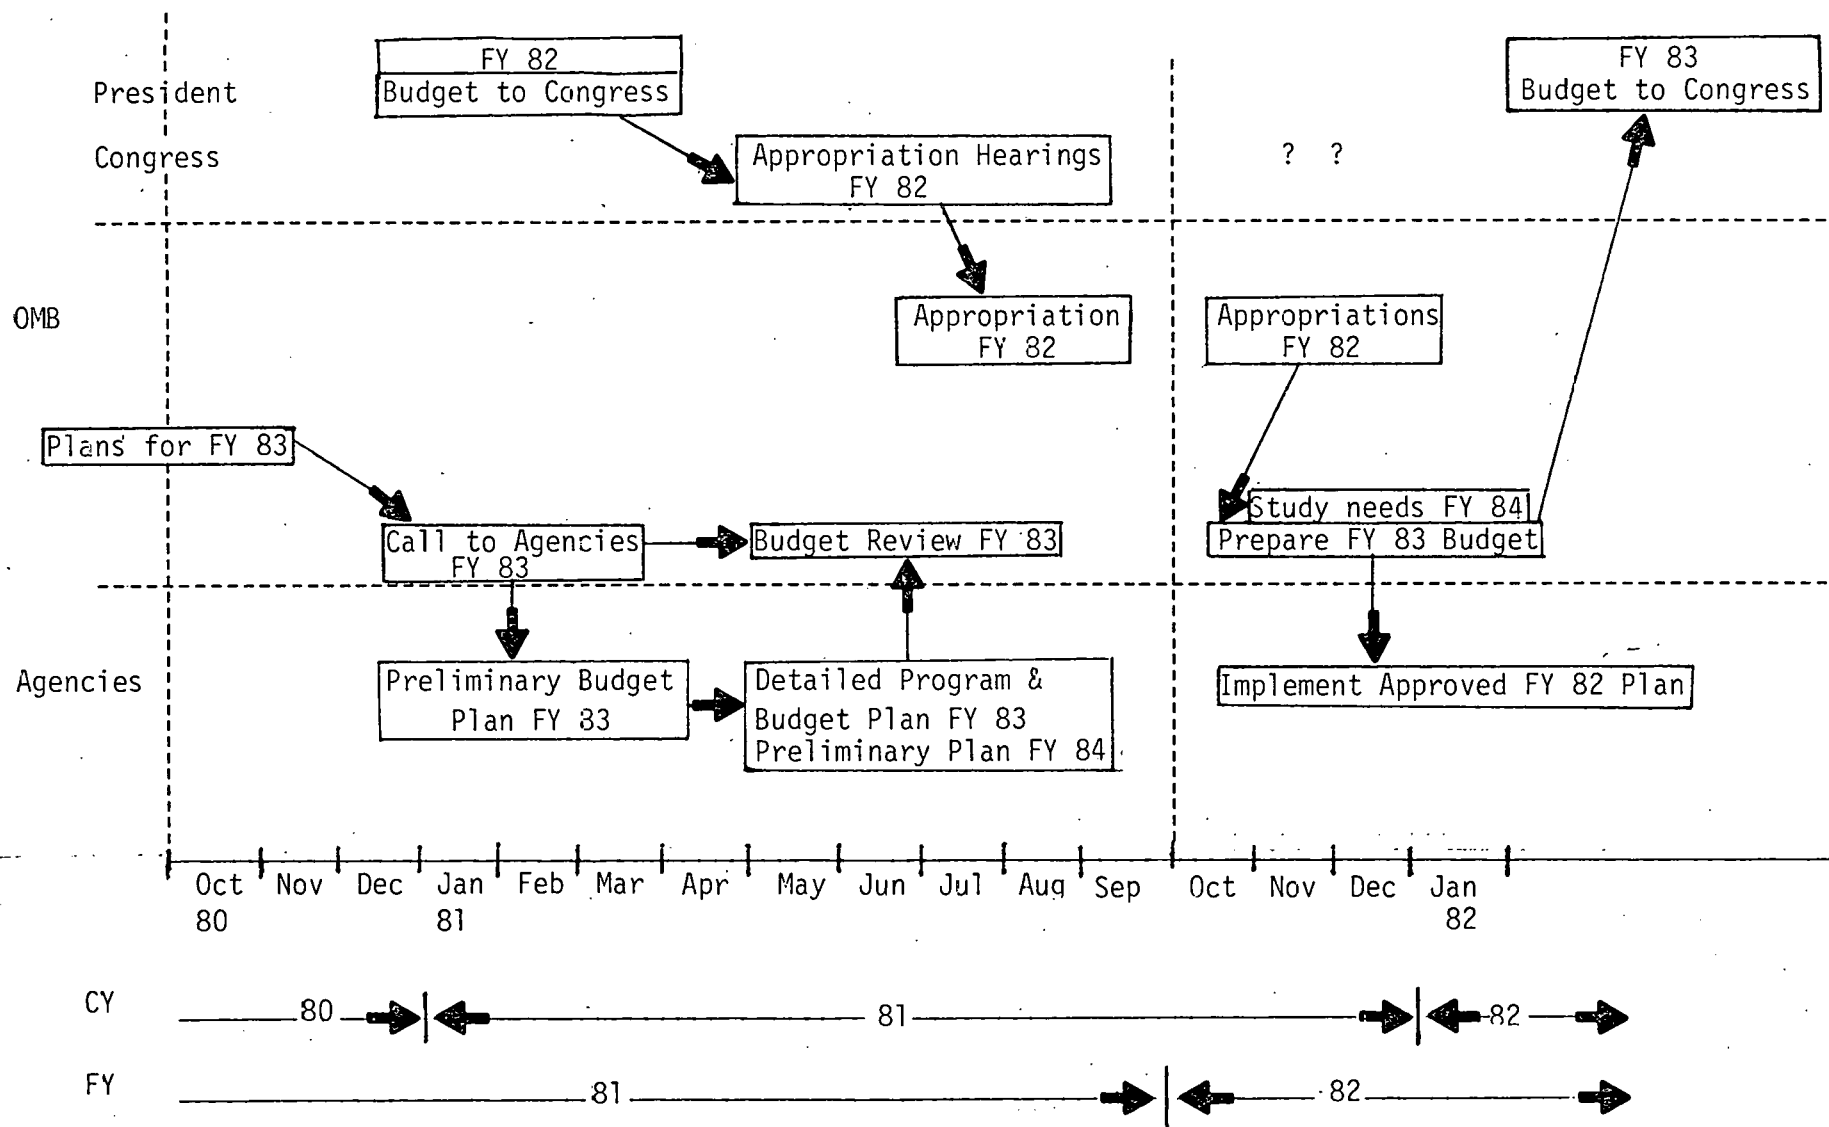 FY 82
Budget to Congress
FY 83
Budget to Congress
President
Congress
Appropriation Hearings
FY 82
? ?
OMB
Appropriation
FY 82
Appropriations
FY 82
Plans for FY 83
Call to Agencies
FY 83
Budget Review FY 83
Study needs FY 84
Prepare FY 83 Budget
Agencies
Preliminary Budget
Plan FY 83
Detailed Program &
Budget Plan FY 83
Preliminary Plan FY 84
Implement Approved FY 82 Plan
Oct Nov Dec Jan Feb Mar Apr May Jun Jul Aug Sep Oct Nov Dec Jan
80 81 82
CY 80 81 82
FY 81 82